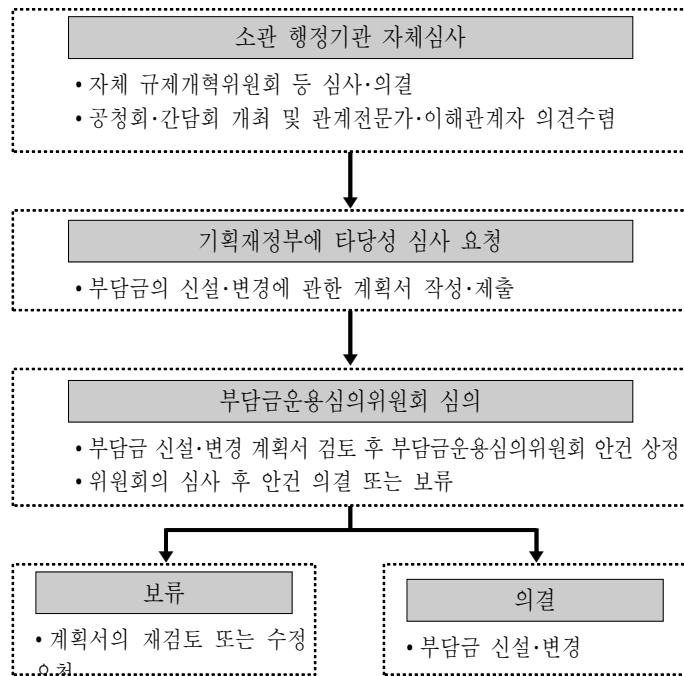 소관 행정기관 자체심사
• 자체 규제개혁위원회 등 심사·의결
• 공청회·간담회 개최 및 관계전문가·이해관계자 의견수렴
기획재정부에 타당성 심사 요청
• 부담금의 신설·변경에 관한 계획서 작성·제출
부담금운용심의위원회 심의
• 부담금 신설·변경 계획서 검토 후 부담금운용심의위원회 안건 상정
• 위원회의 심사 후 안건 의결 또는 보류
보류
• 계획서의 재검토 또는 수정
의결
• 부담금 신설·변경